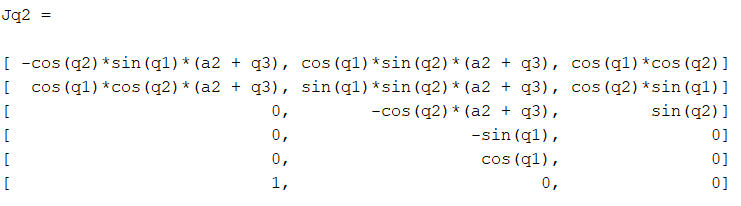 Jq2 =
[ -cos(q2)*sin(q1)*(a2 + q3), cos(q1)*sin(q2)*(a2 + q3), cos(q1)*cos(q2)]
[  cos(q1)*cos(q2)*(a2 + q3), sin(q1)*sin(q2)*(a2 + q3), cos(q2)*sin(q1)]
[                          0,        -cos(q2)*(a2 + q3),         sin(q2)]
[                          0,                  -sin(q1),               0]
[                          0,                   cos(q1),               0]
[                          1,                         0,               0]